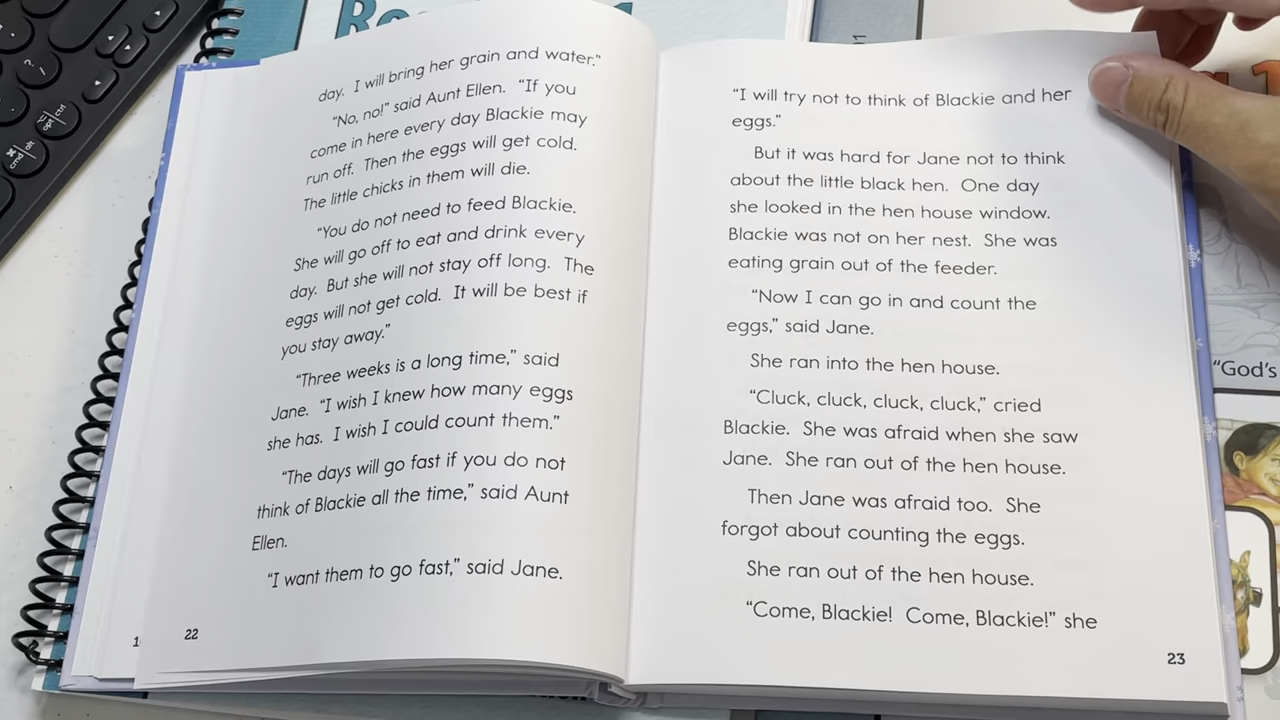 day.  I will bring her grain and water."
"No, no!" said Aunt Ellen.  "If you
come in here every day Blackie may
run off.  Then the eggs will get cold.
The little chicks in them will die.
"You do not need to feed Blackie.
She will go off to eat and drink every
day.  But she will not stay off long.  The
eggs will not get cold.  It will be best if
you stay away."
"Three weeks is a long time," said
Jane.  "I wish I knew how many eggs
she has.  I wish I could count them."
"The days will go fast if you do not
think of Blackie all the time," said Aunt
Ellen.
"I want them to go fast," said Jane.
22
"I will try not to think of Blackie and her
eggs."
But it was hard for Jane not to think
about the little black hen.  One day
she looked in the hen house window.
Blackie was not on her nest.  She was
eating grain out of the feeder.
"Now I can go in and count the
eggs," said Jane.
She ran into the hen house.
"Cluck, cluck, cluck, cluck," cried
Blackie.  She was afraid when she saw
Jane.  She ran out of the hen house.
Then Jane was afraid too.  She
forgot about counting the eggs.
She ran out of the hen house.
"Come, Blackie!  Come, Blackie!" she
23
"God's
alt
opt
cmd
ctrl